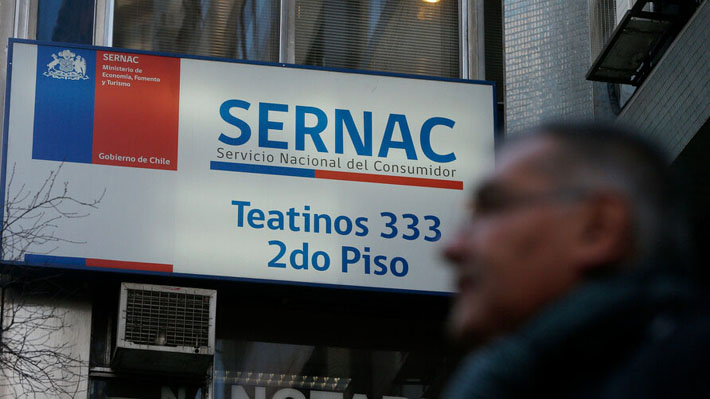 SERNAC
Ministerio de
Economía, Fomento
y Turismo
Gobierno de Chile
SERNAC
Servicio Nacional del Consumidor
Teatinos 333
2do Piso